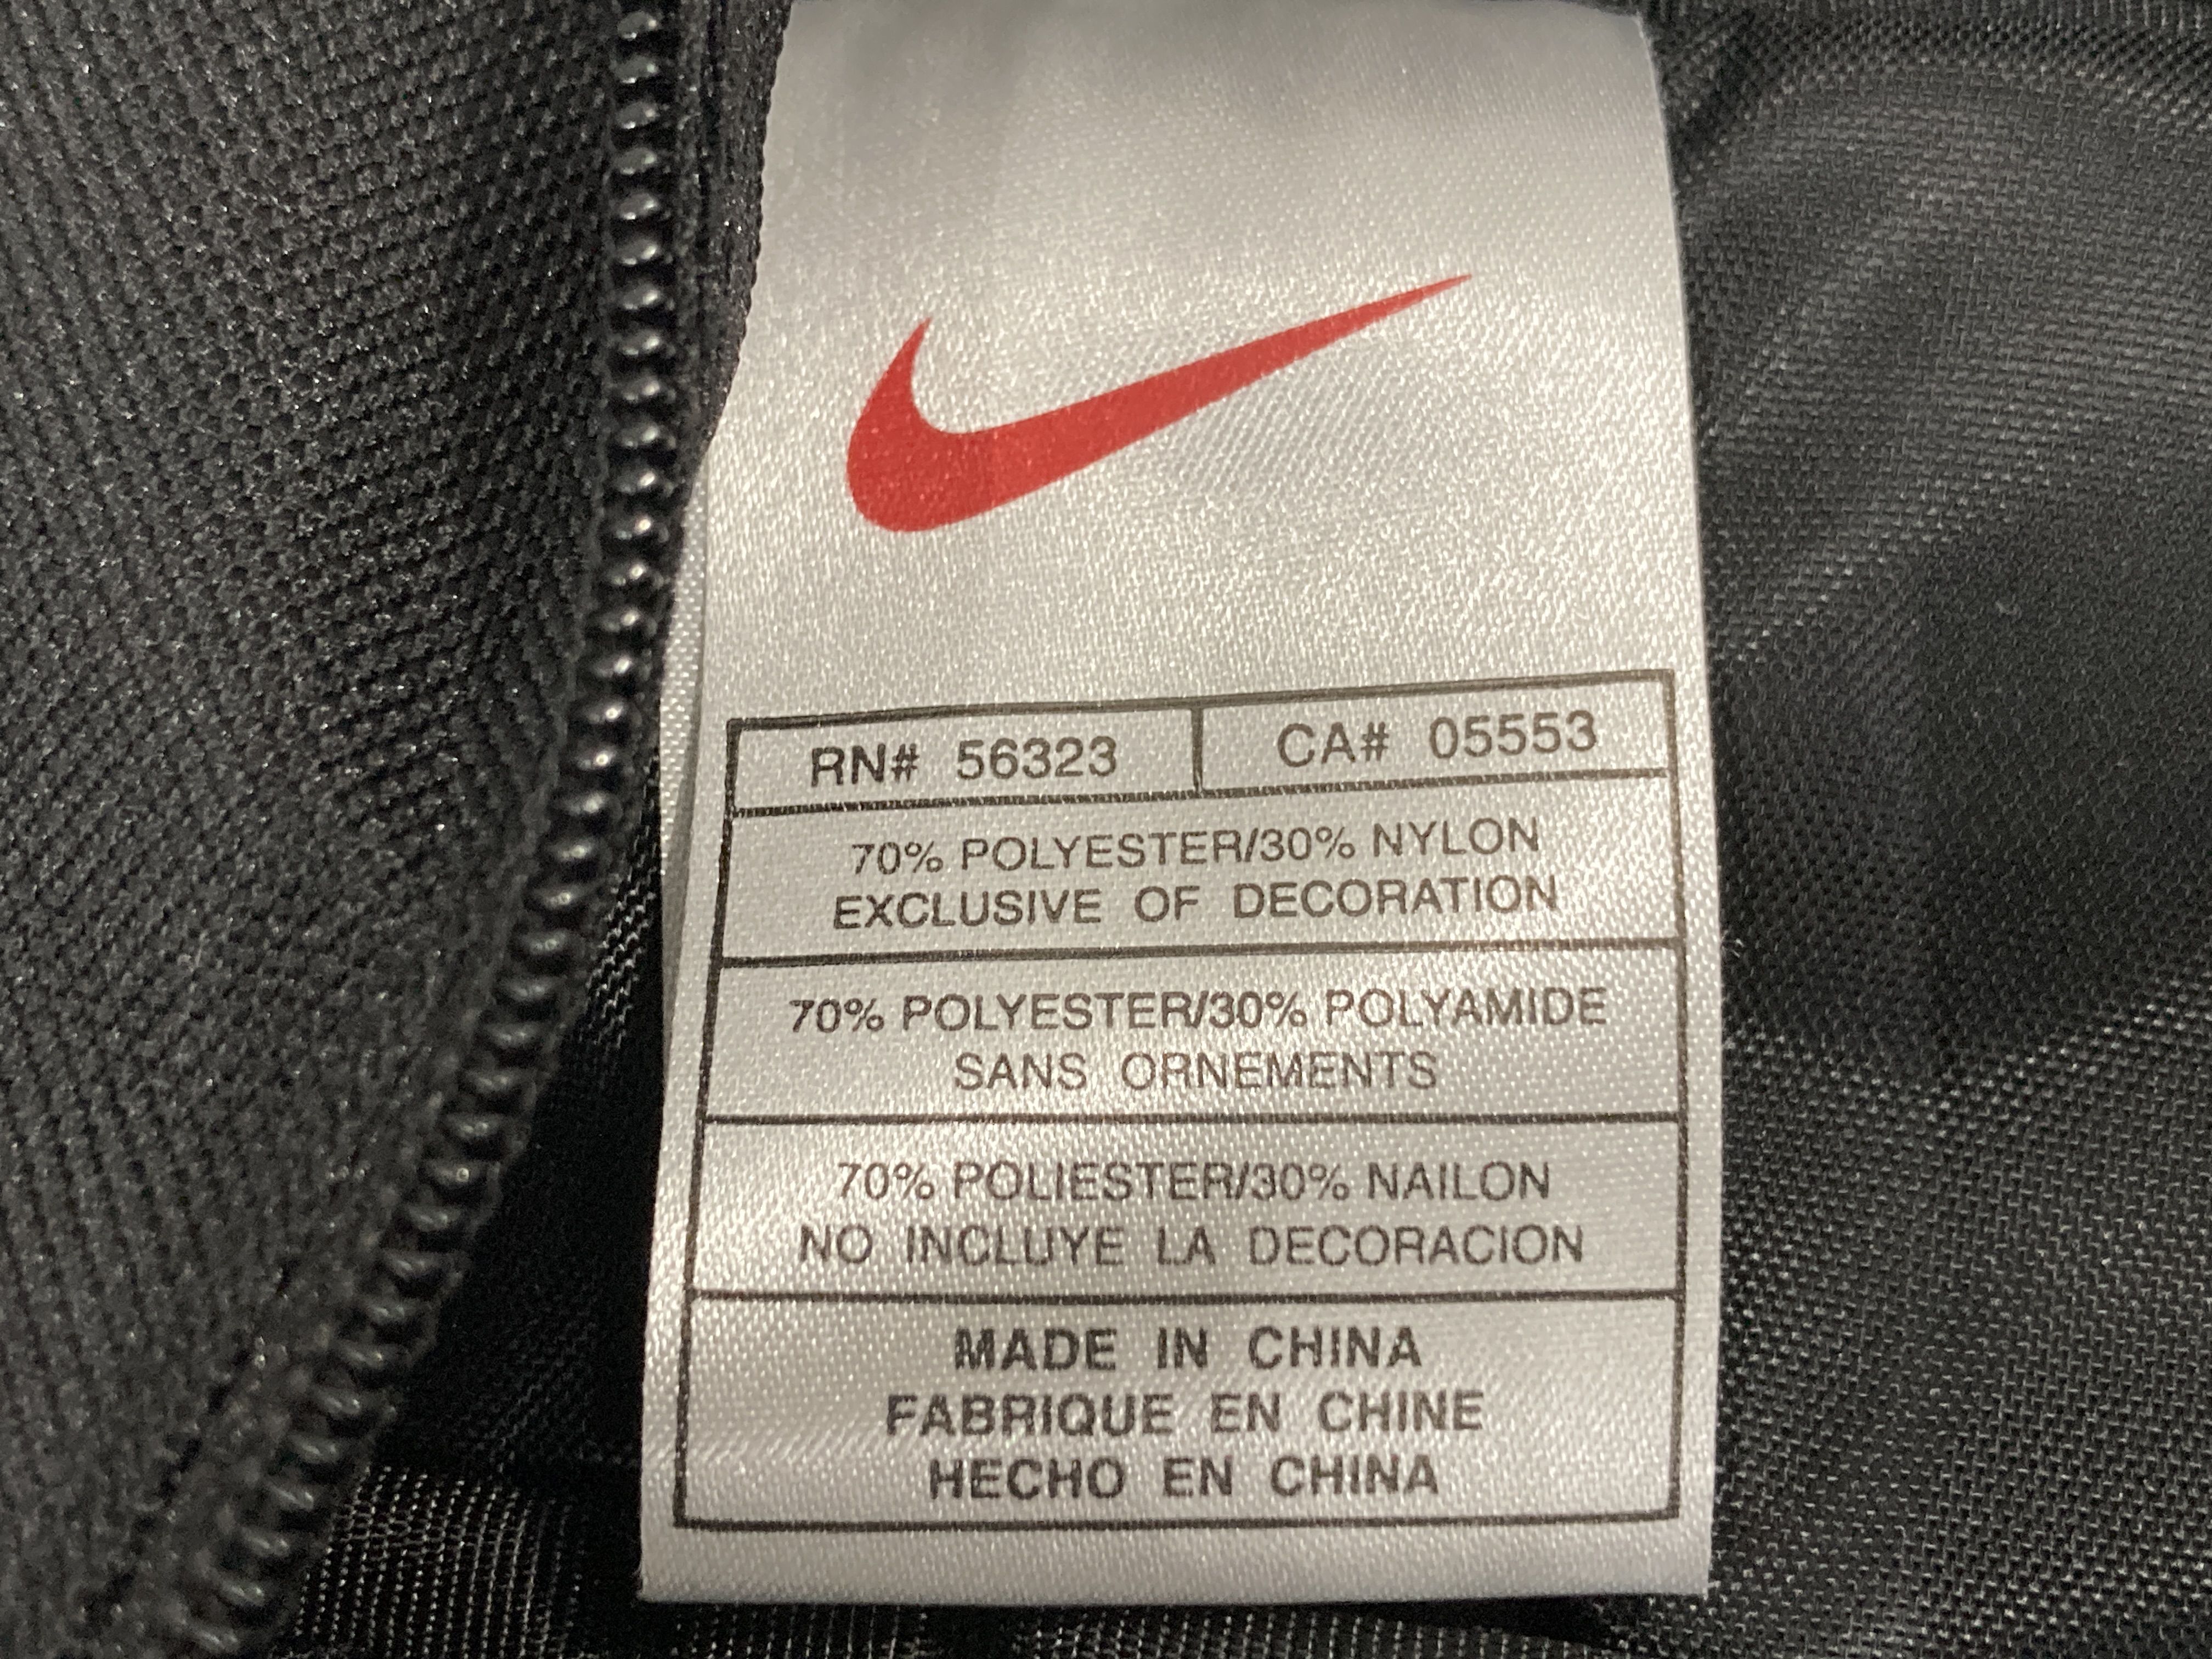 RN# 56323 CA# 05553
70% POLYESTER/30% NYLON
EXCLUSIVE OF DECORATION
70% POLYESTER/30% POLYAMIDE
SANS ORNEMENTS
70% POLIESTER/30% NAILON
NO INCLUYE LA DECORACION
MADE IN CHINA
FABRIQUE EN CHINE
HECHO EN CHINA